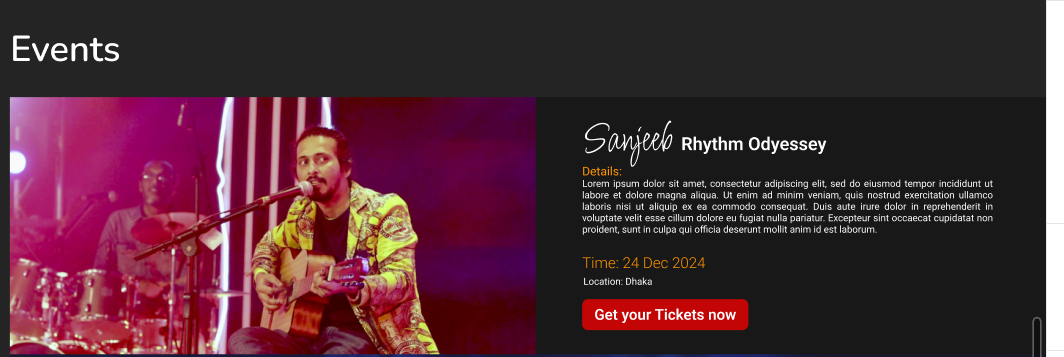 Events
Sanjeeb Rhythm Odyessey
Details:
Lorem ipsum dolor sit amet, consectetur adipiscing elit, sed do eiusmod tempor incididunt ut
labore et dolore magna aliqua. Ut enim ad minim veniam, quis nostrud exercitation ullamco
laboris nisi ut aliquip ex ea commodo consequat. Duis aute irure dolor in reprehenderit in
voluptate velit esse cillum dolore eu fugiat nulla pariatur. Excepteur sint occaecat cupidatat non
proident, sunt in culpa qui officia deserunt mollit anim id est laborum.
Time: 24 Dec 2024
Location: Dhaka
Get your Tickets now